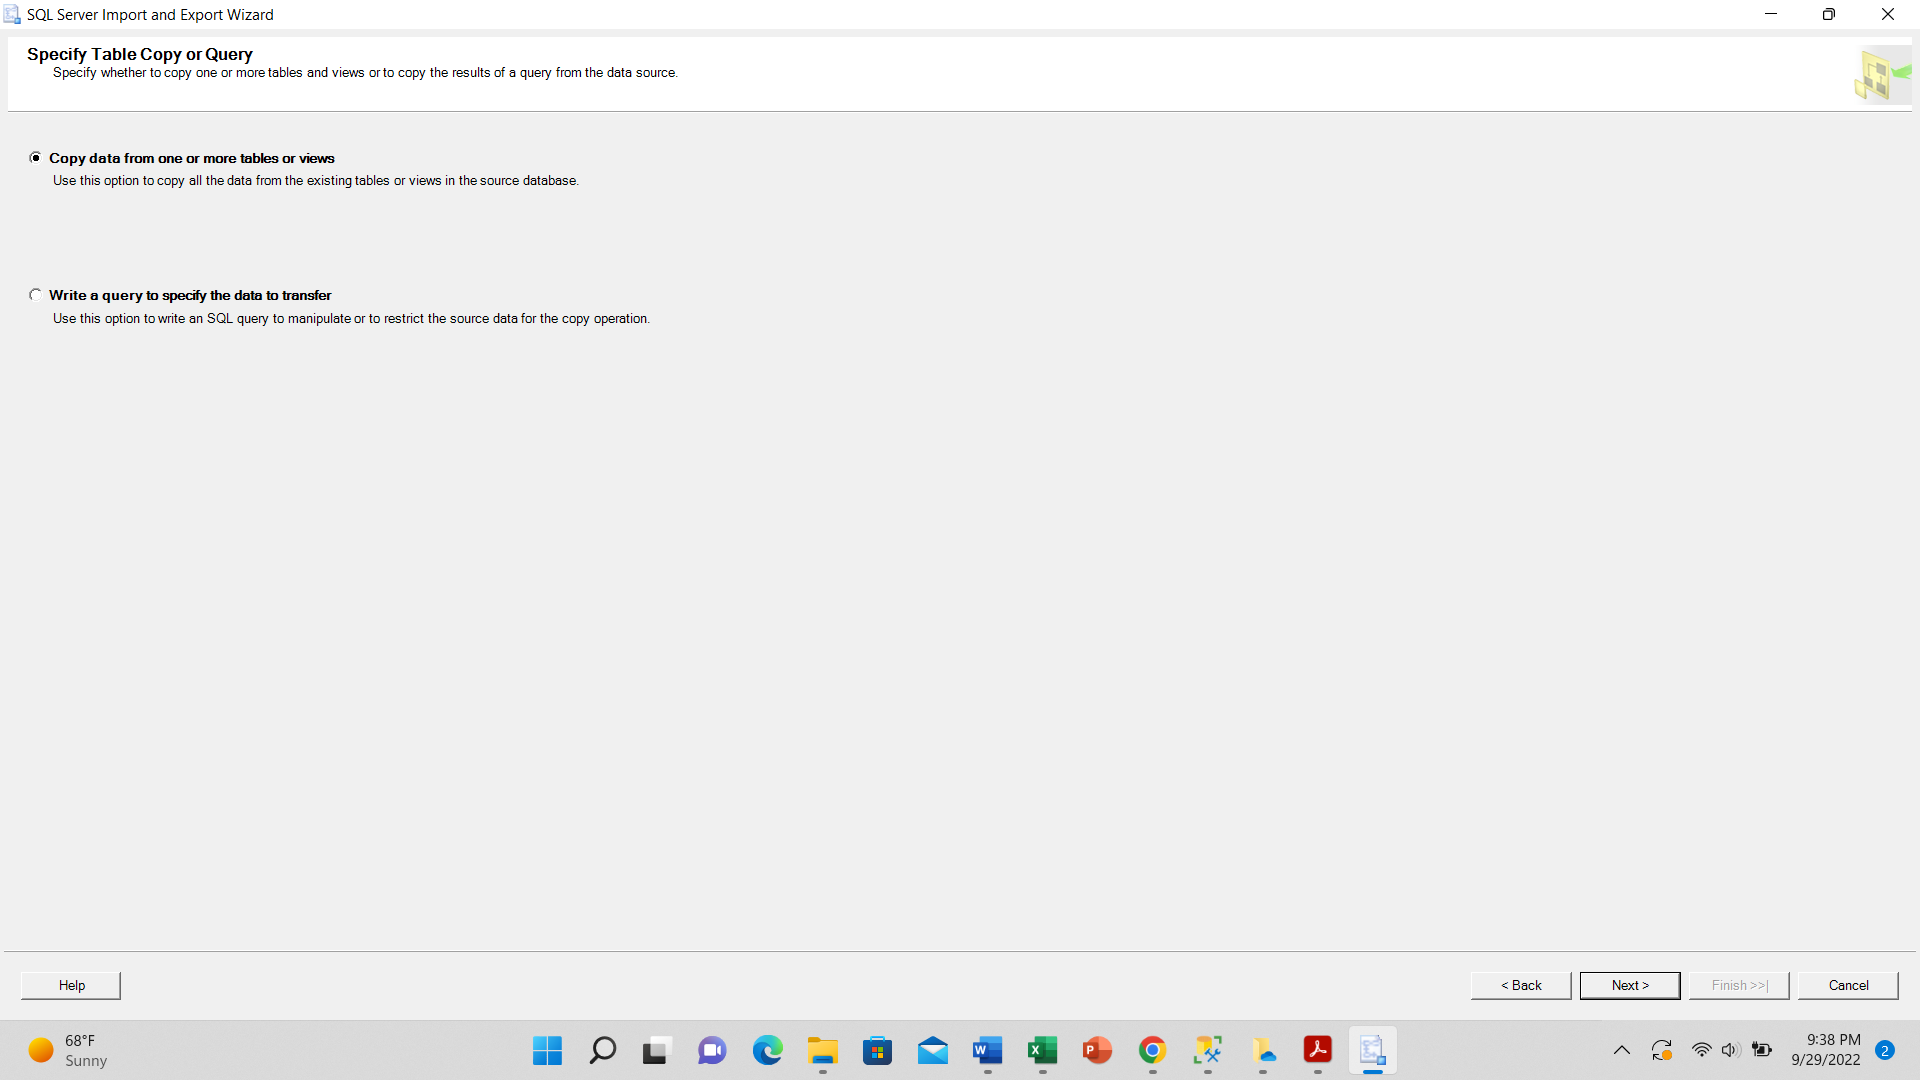 SQL Server Import and Export Wizard
Specify Table Copy or Query
Specify whether to copy one or more tables and views or to copy the results of a query from the data source.
Copy data from one or more tables or views
Use this option to copy all the data from the existing tables or views in the source database.
Write a query to specify the data to transfer
Use this option to write an SQL query to manipulate or to restrict the source data for the copy operation.
Help
< Back
Next >
Finish >>|
Cancel
68°F
Sunny
W
X
P
9:38 PM
9/29/2022
2